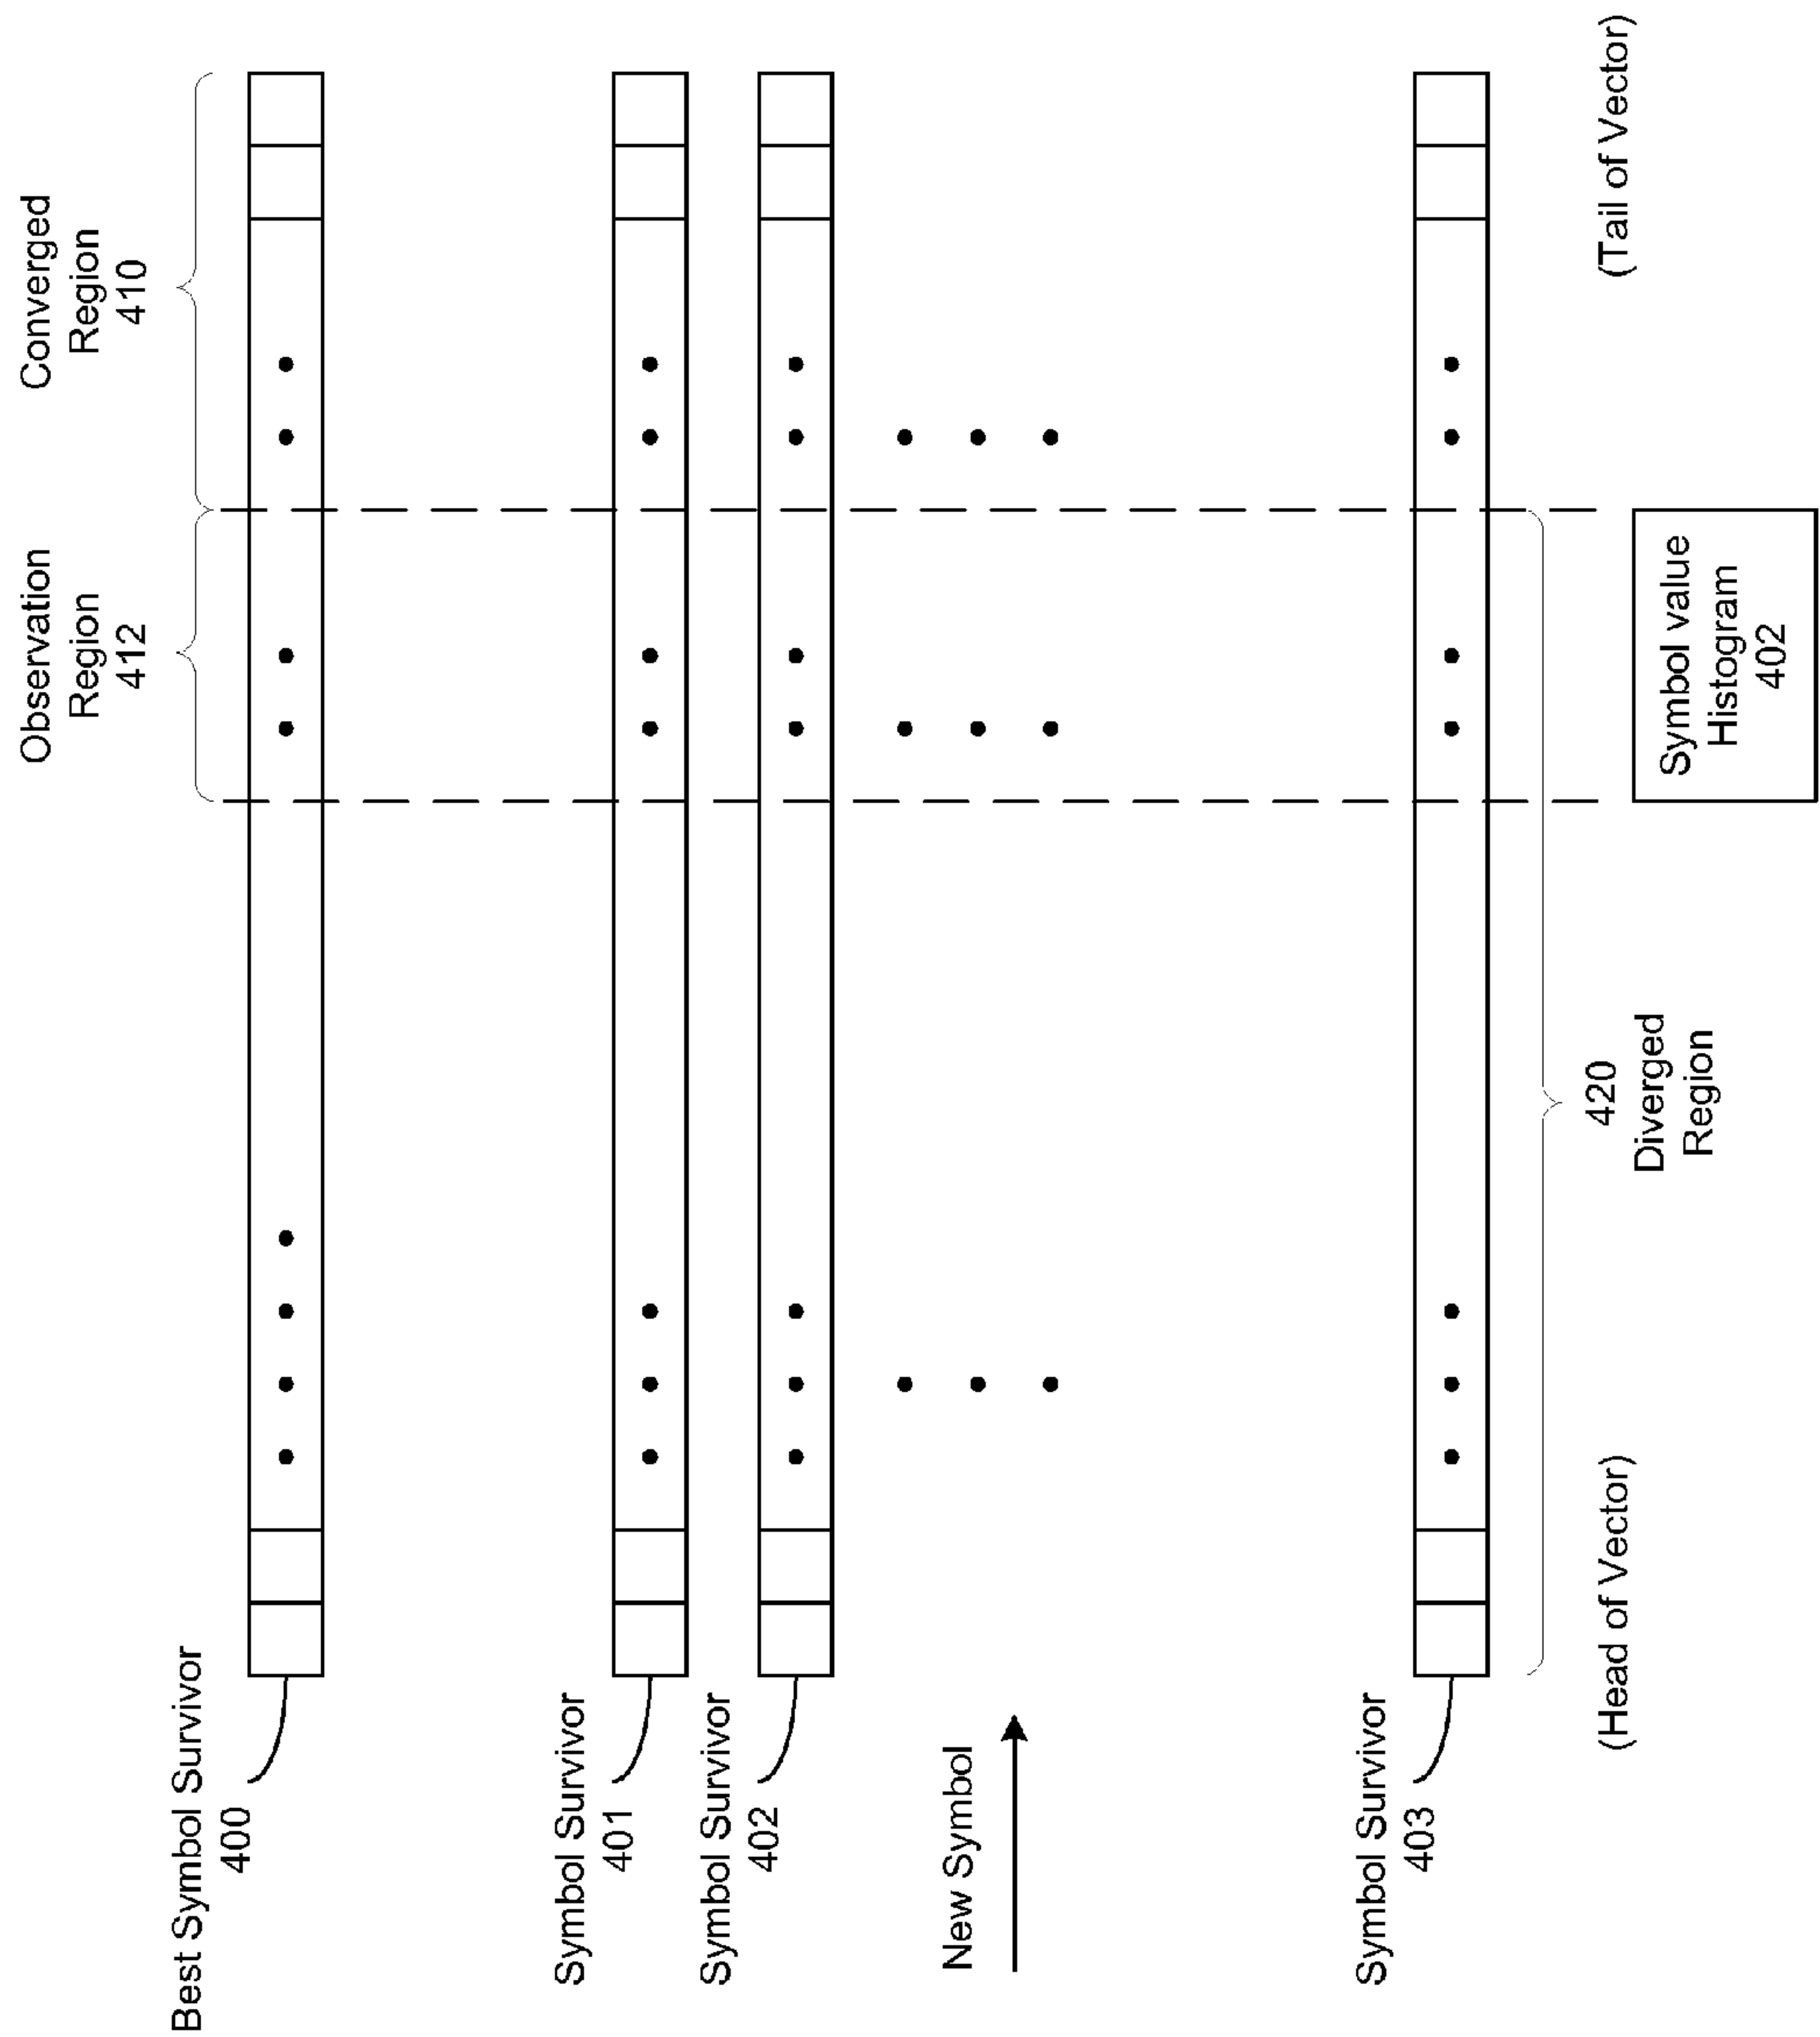 Observation
Region
412
Converged
Region
410
Best Symbol Survivor
400
Symbol Survivor
401
Symbol Survivor
402
New Symbol
Symbol Survivor
403
420
Diverged
Region
(Head of Vector)
(Tail of Vector)
Symbol value
Histogram
402